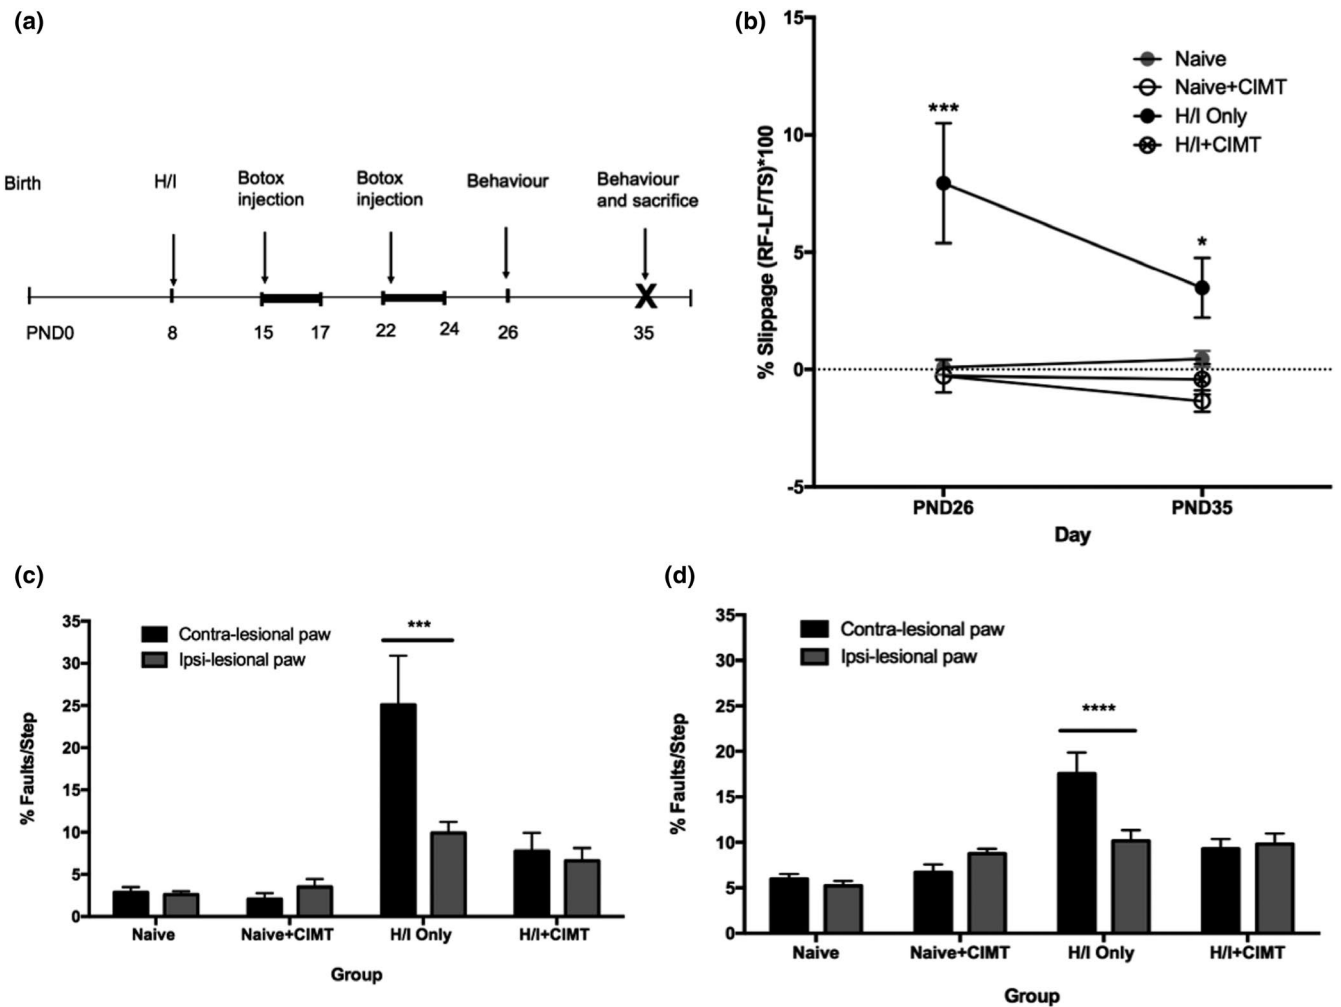 (a)
Birth
H/I
Botox
injection
Botox
injection
Behaviour
Behaviour
and sacrifice
X
PND0
8
15
17
22
24
26
35
(b)
% Slippage (RF-LF/TS)*100
15
10
5
0
-5
***
*
Naive
Naive+CIMT
H/I Only
H/I+CIMT
PND26
PND35
Day
(c)
% Faults/Step
35
30
25
20
15
10
5
0
Contra-lesional paw
Ipsi-lesional paw
***
Naive
Naive+CIMT
H/I Only
H/I+CIMT
Group
(d)
% Faults/Step
35
30
25
20
15
10
5
0
Contra-lesional paw
Ipsi-lesional paw
****
Naive
Naive+CIMT
H/I Only
H/I+CIMT
Group